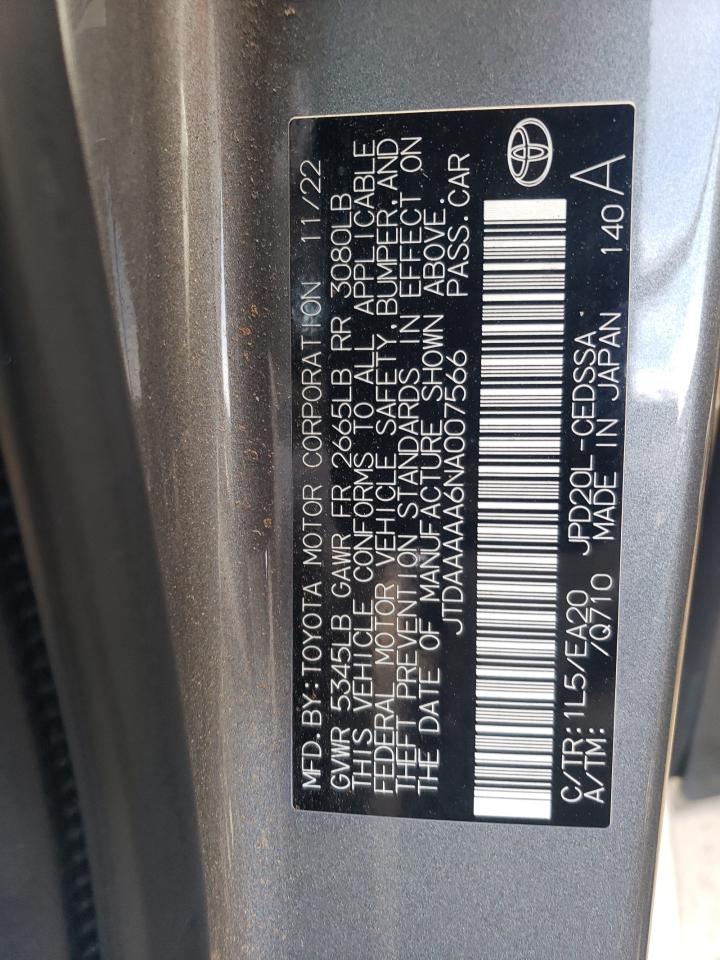 MFD. BY: TOYOTA MOTOR CORPORATION 11/22
GVWR 5345LB GAWR FR 2665LB RR 3080LB
THIS VEHICLE CONFORMS TO ALL APPLICABLE
FEDERAL MOTOR VEHICLE SAFETY, BUMPER, AND
THEFT PREVENTION STANDARDS IN EFFECT ON
THE DATE OF MANUFACTURE SHOWN ABOVE.
JTDAAAAA6NA007566 PASS. CAR
C/TR: 1L5/EA20 JPD20L-CEDSSA
A/TM: /Q710 MADE IN JAPAN 140 A